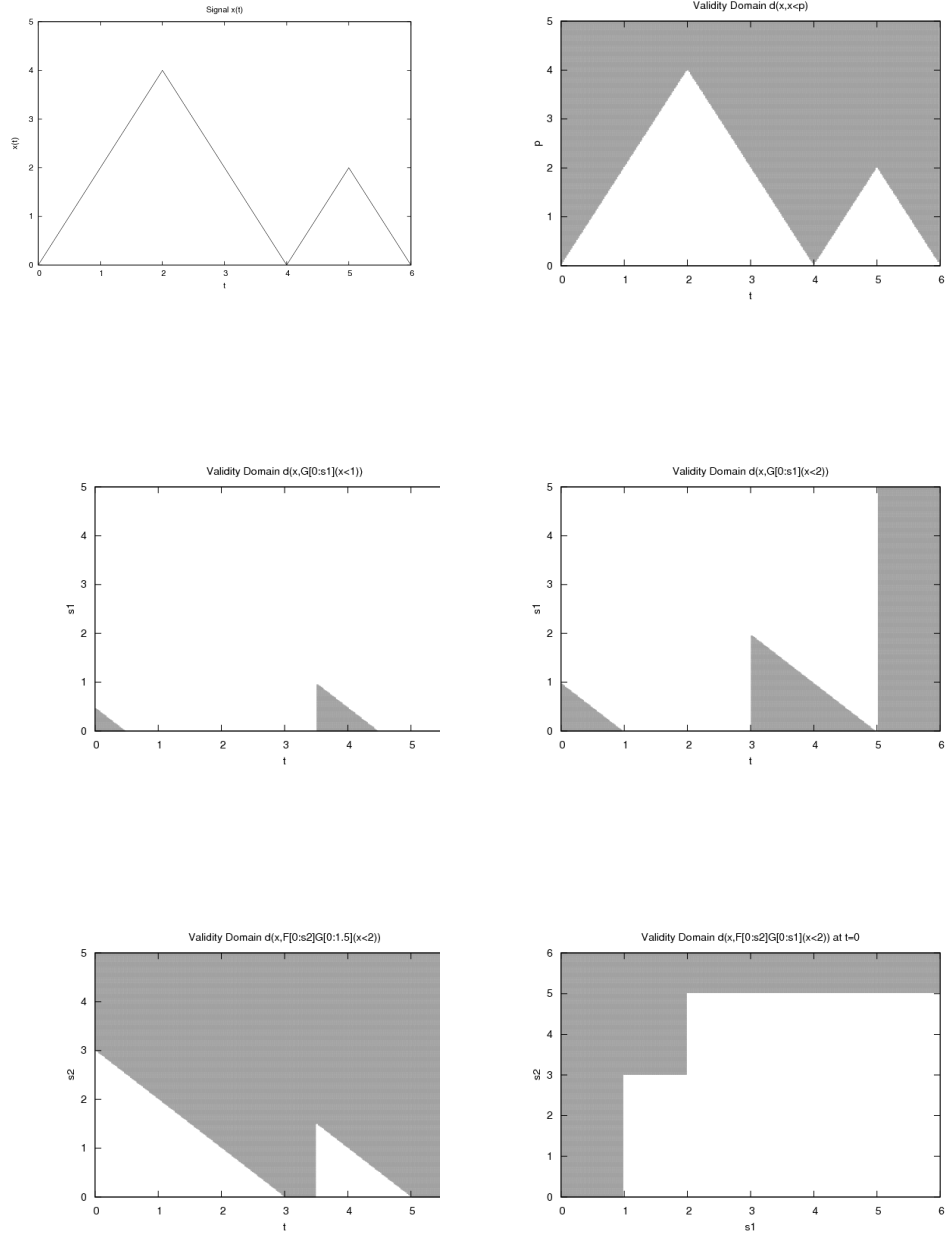 Signal x(t)
5
4
3
2
1
0
x(t)
0 1 2 3 4 5 6
t
Validity Domain d(x,x<p)
5
4
3
2
1
0
p
0 1 2 3 4 5 6
t
Validity Domain d(x,G[0:s1](x<1))
5
4
3
2
1
0
s1
0 1 2 3 4 5
t
Validity Domain d(x,G[0:s1](x<2))
5
4
3
2
1
0
s1
0 1 2 3 4 5 6
t
Validity Domain d(x,F[0:s2]G[0:1.5](x<2))
5
4
3
2
1
0
s2
0 1 2 3 4 5
t
Validity Domain d(x,F[0:s2]G[0:s1](x<2)) at t=0
6
5
4
3
2
1
0
s2
0 1 2 3 4 5 6
s1